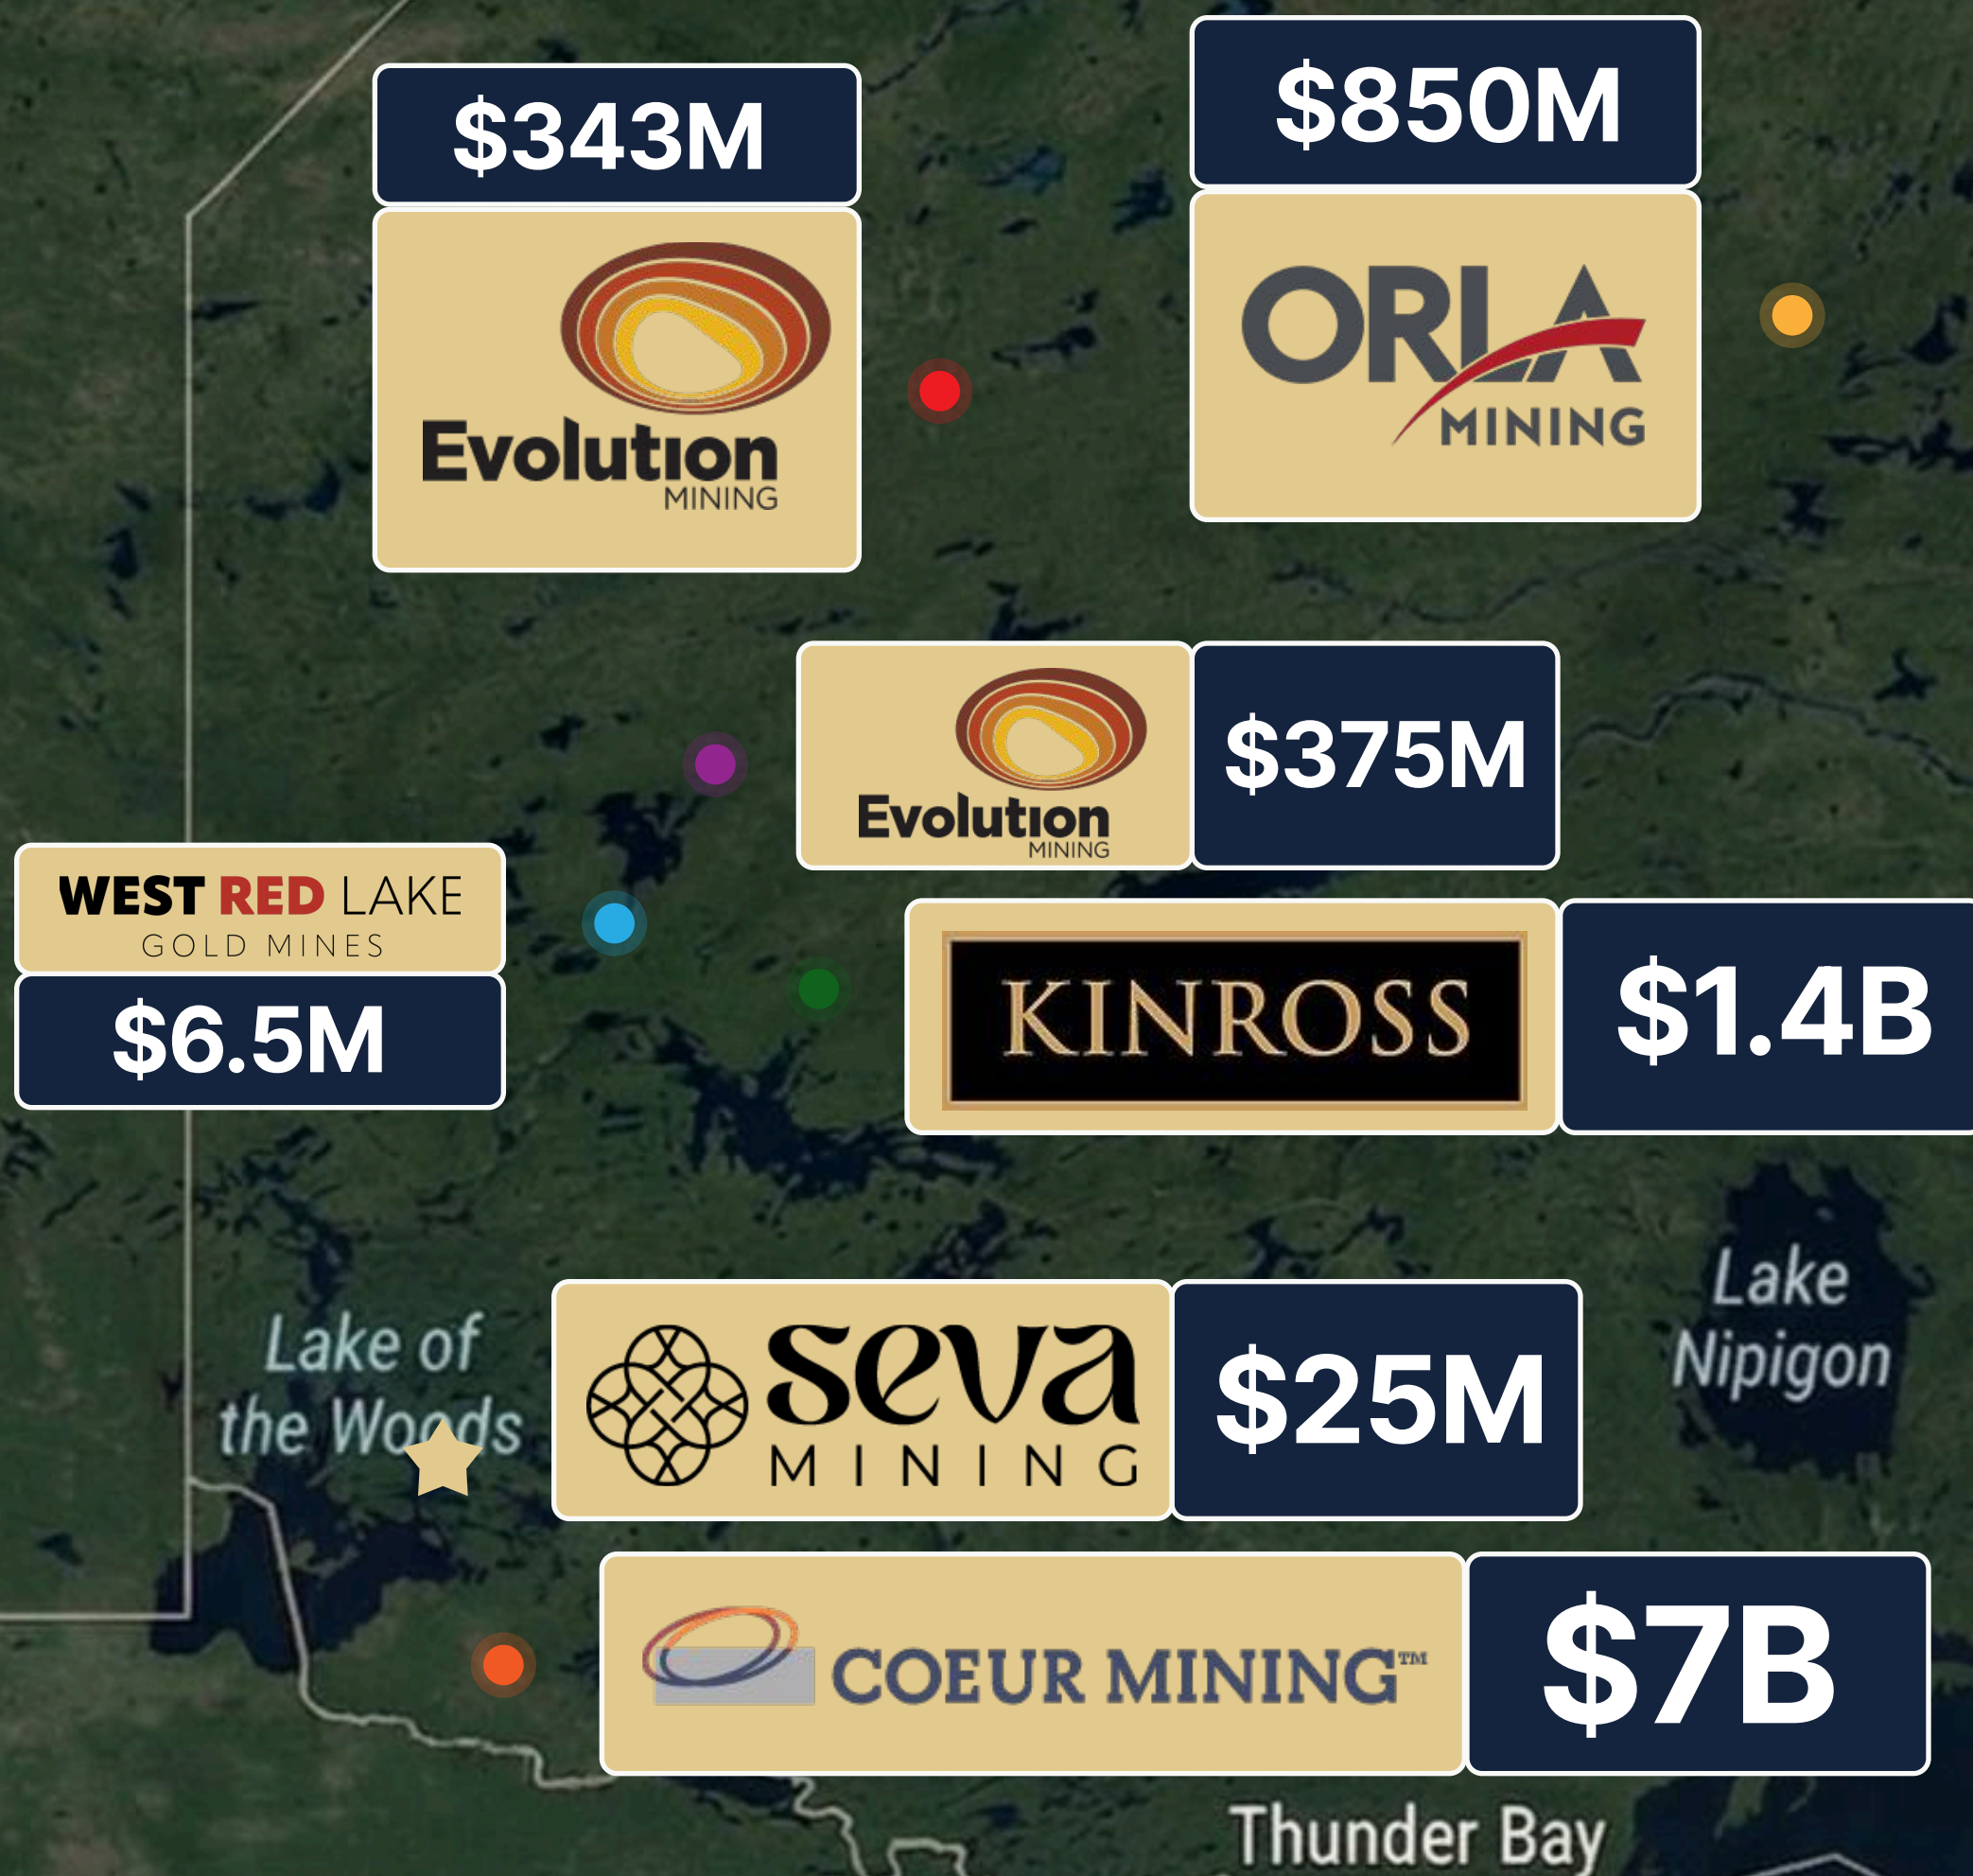 $343M
Evolution
MINING
$850M
ORLA
MINING
Evolution
MINING
$375M
WEST RED LAKE
GOLD MINES
$6.5M
KINROSS
$1.4B
Lake
Nipigon
Lake of
the Woods
seva
MINING
$25M
COEUR MINING™
$7B
Thunder Bay